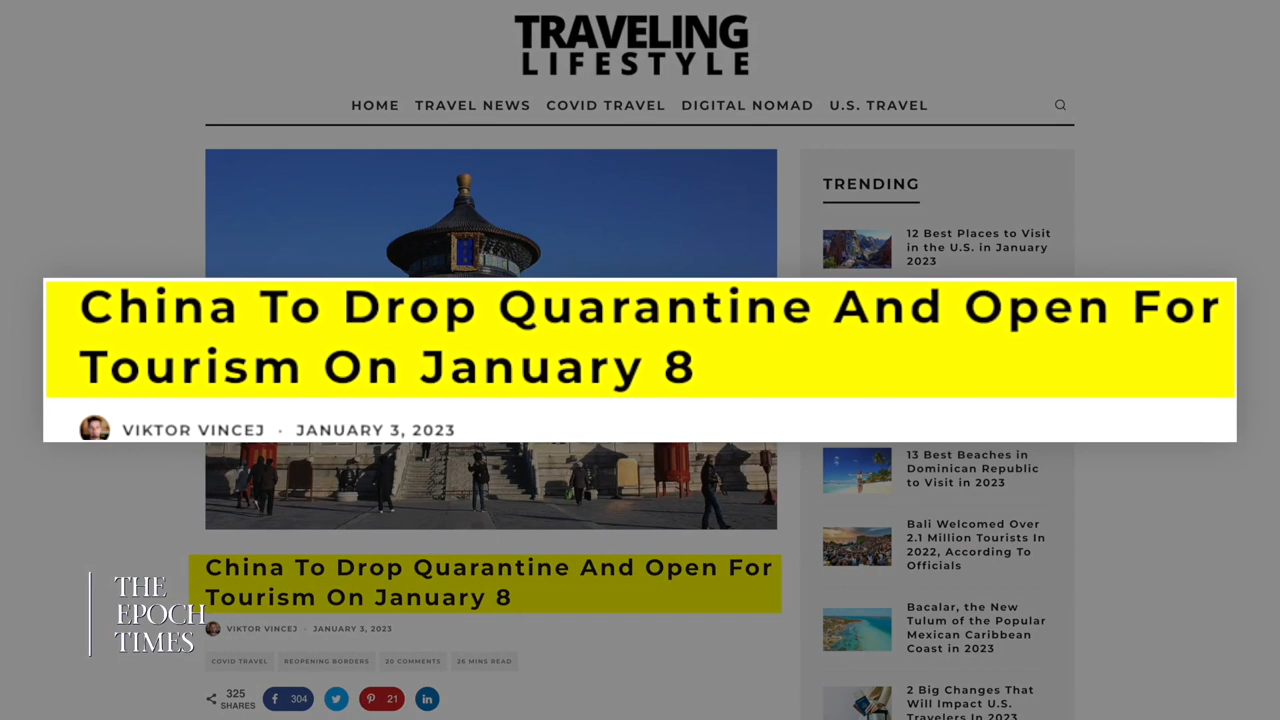 TRAVELING
LIFESTYLE
HOME TRAVEL NEWS COVID TRAVEL DIGITAL NOMAD U.S. TRAVEL
TRENDING
12 Best Places to Visit
in the U.S. in January
2023
China To Drop Quarantine And Open For
Tourism On January 8
VIKTOR VINCEJ · JANUARY 3, 2023
13 Best Beaches in
Dominican Republic
to Visit in 2023
Bali Welcomed Over
2.1 Million Tourists In
2022, According To
Officials
China To Drop Quarantine And Open For
Tourism On January 8
VIKTOR VINCEJ · JANUARY 3, 2023
THE
EPOCH
TIMES
Bacalar, the New
Tulum of the Popular
Mexican Caribbean
Coast in 2023
COVID TRAVEL REOPENING BORDERS 20 COMMENTS 26 MINS READ
325
SHARES
304
21
2 Big Changes That
Will Impact U.S.
Travelers In 2023